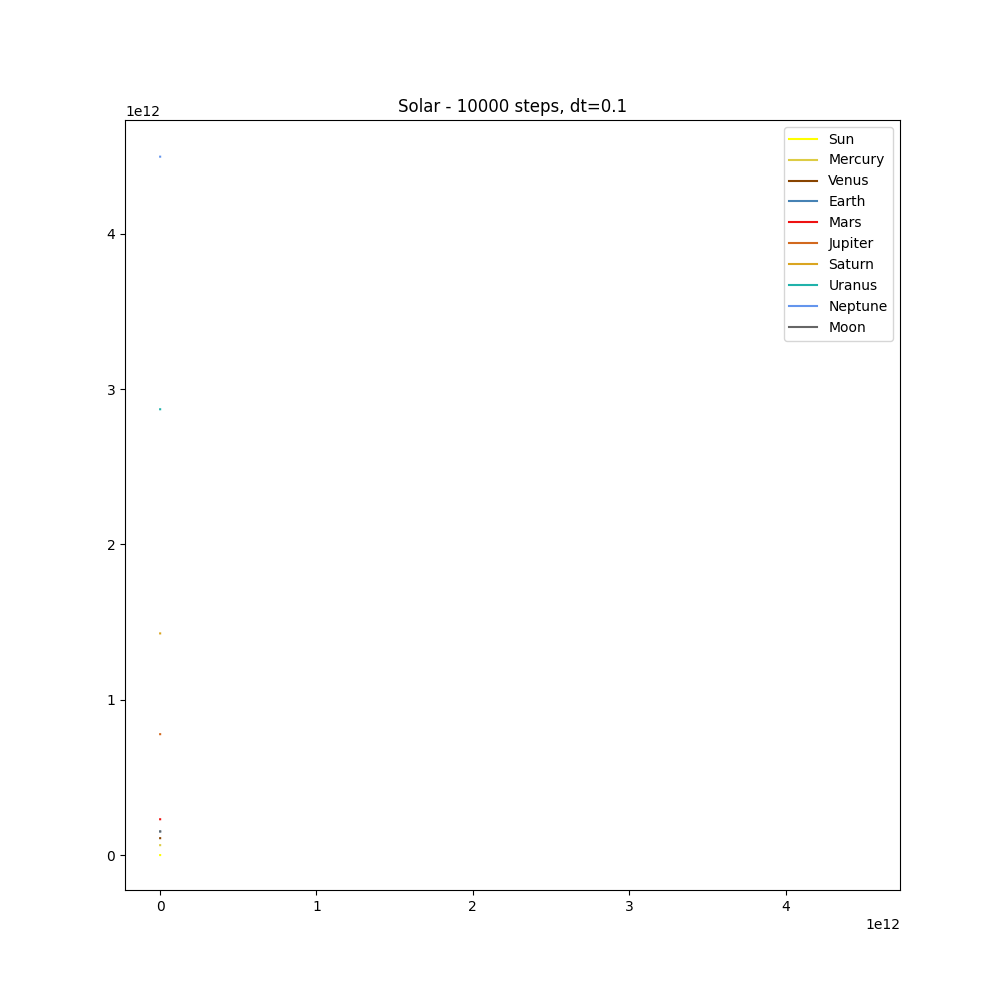 Solar - 10000 steps, dt=0.1
1e12
Sun
Mercury
Venus
Earth
Mars
Jupiter
Saturn
Uranus
Neptune
Moon
4
3
2
1
0
0 1 2 3 4
1e12